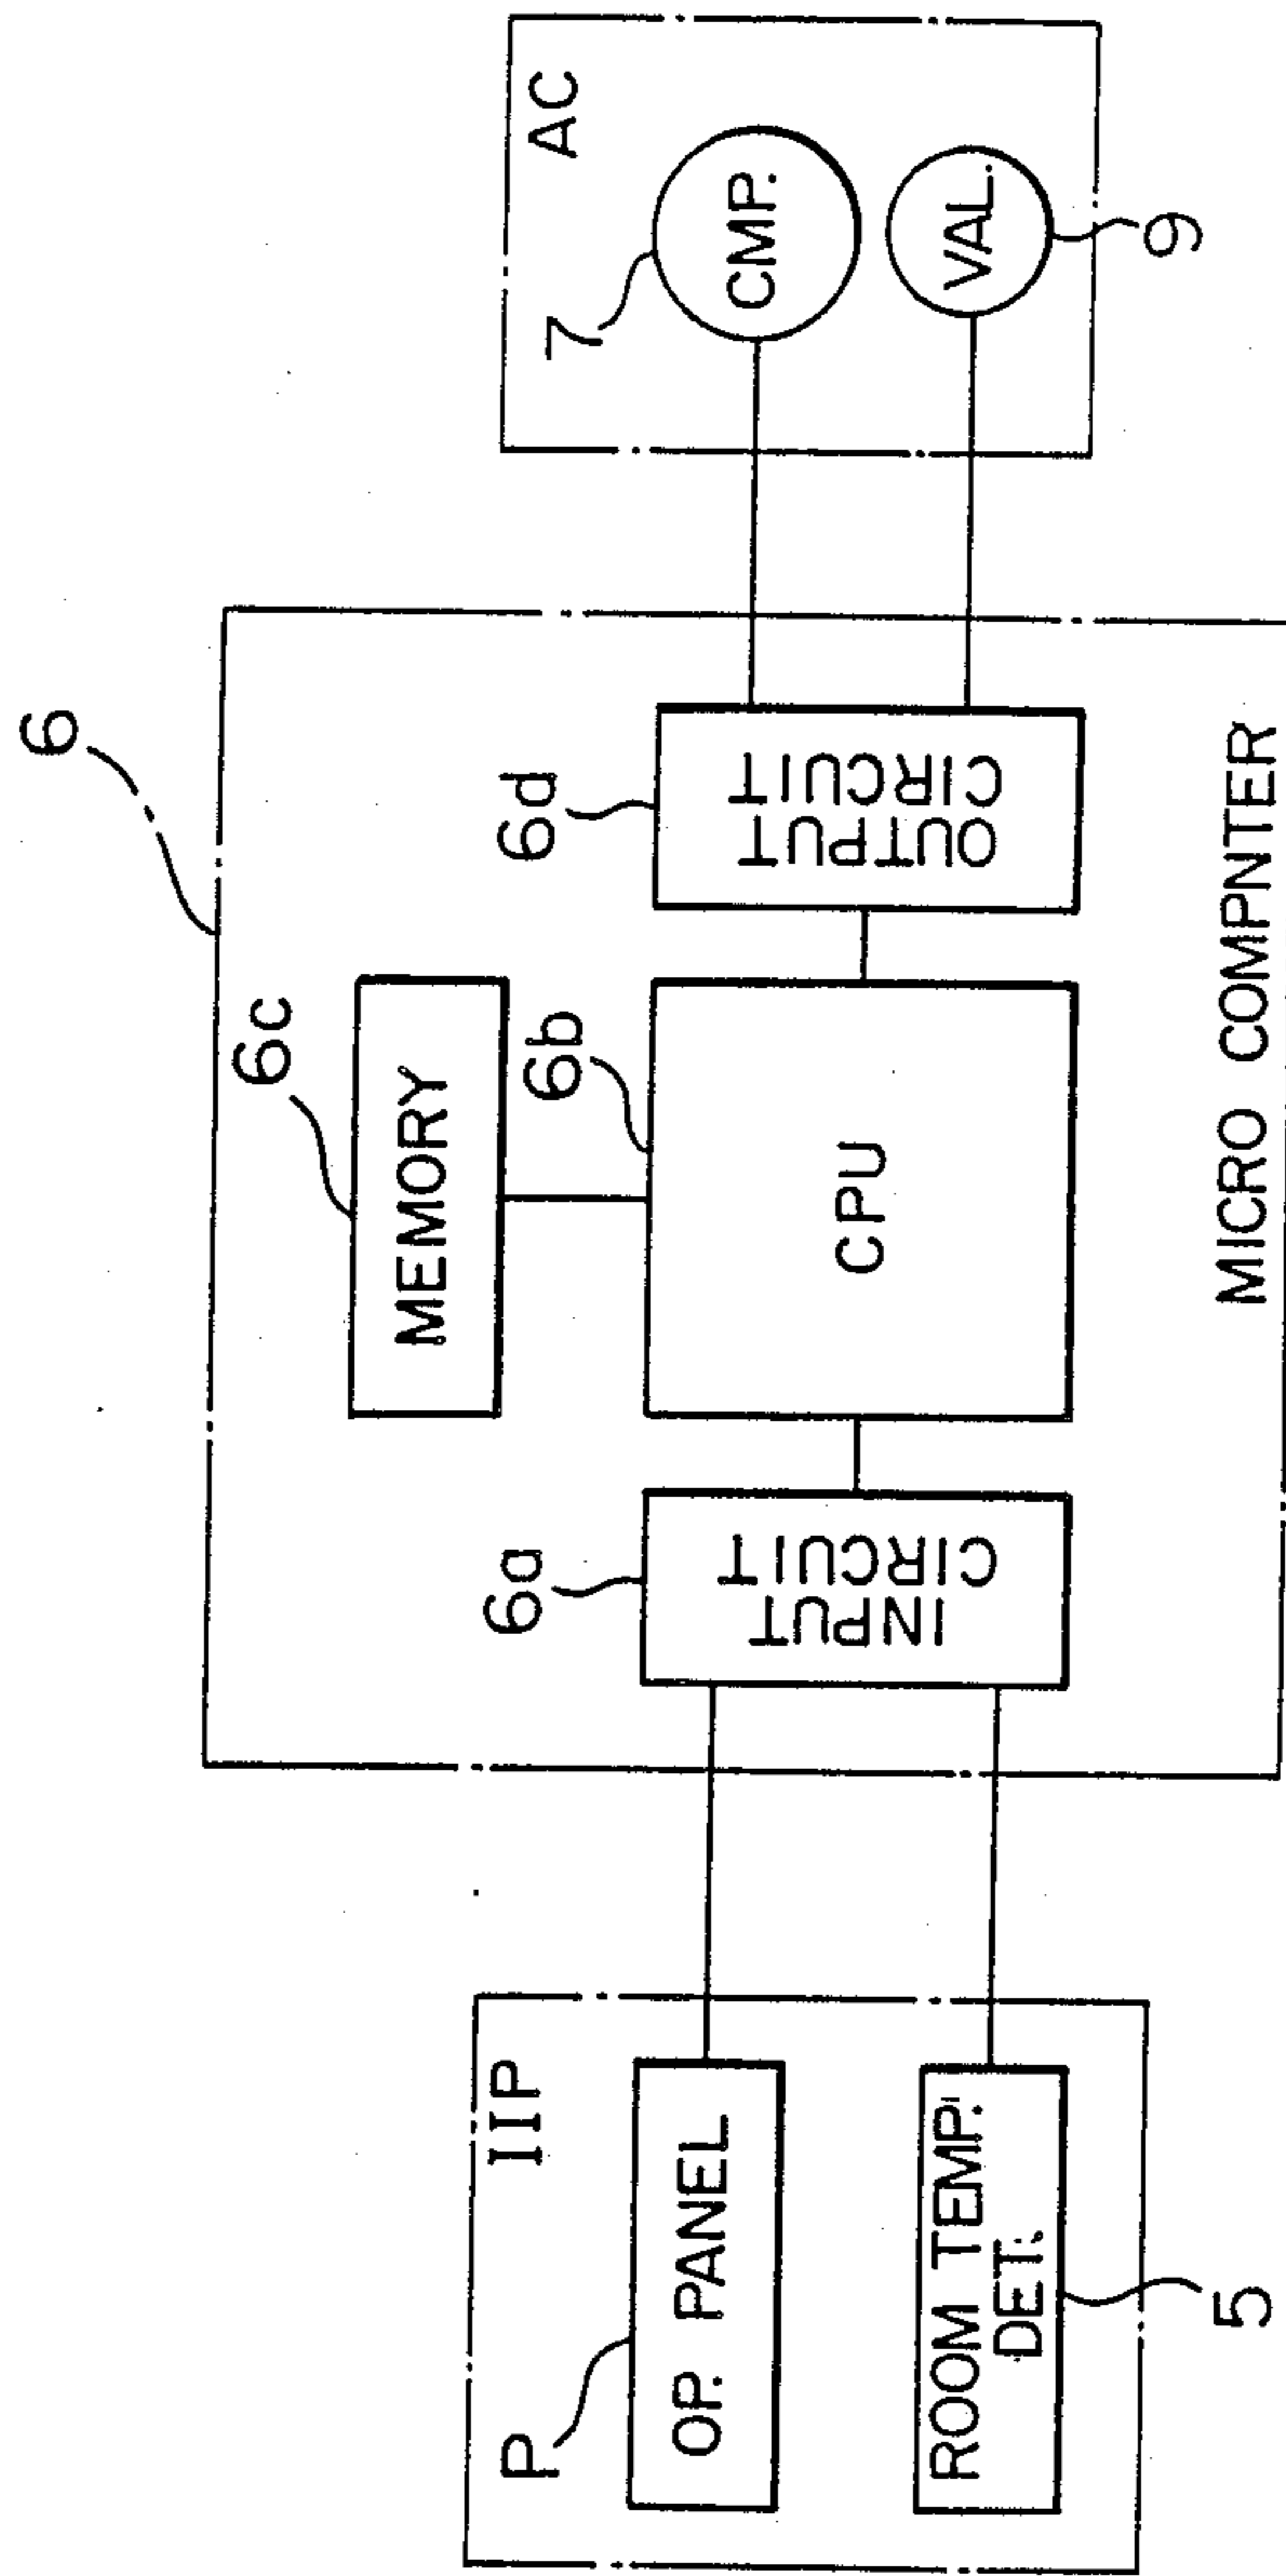 6
IIP
P
OP. PANEL
ROOM TEMP.
DET.
5
6a
INPUT
CIRCUIT
6c
MEMORY
6b
CPU
6d
OUTPUT
CIRCUIT
MICRO COMPNTER
AC
7
CMP.
VAL.
9